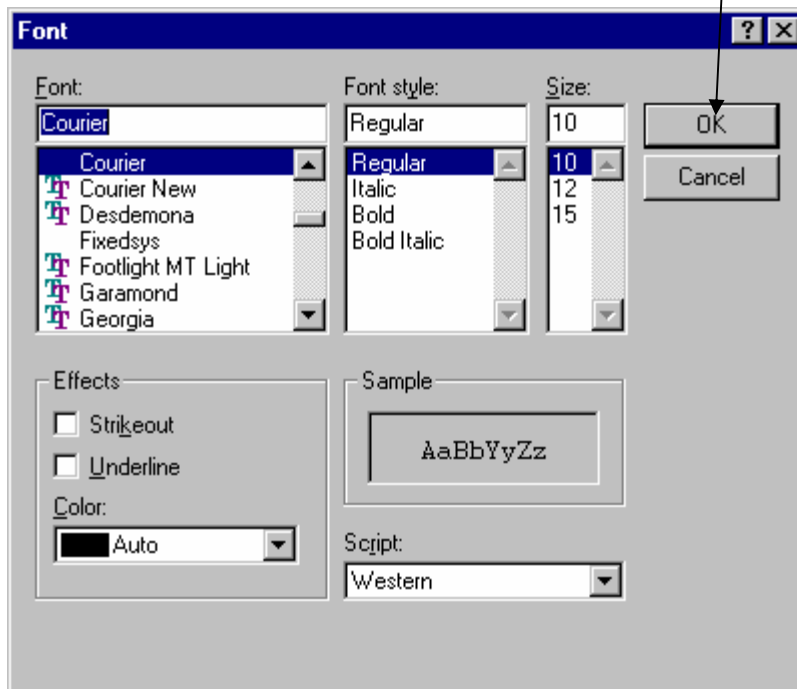 Font
Font:
Courier
Courier
Courier New
Desdemona
Fixedsys
Footlight MT Light
Garamond
Georgia
Font style:
Regular
Regular
Italic
Bold
Bold Italic
Size:
10
10
12
15
OK
Cancel
Effects
Strikeout
Underline
Color:
Auto
Sample
AaBbYyZz
Script:
Western